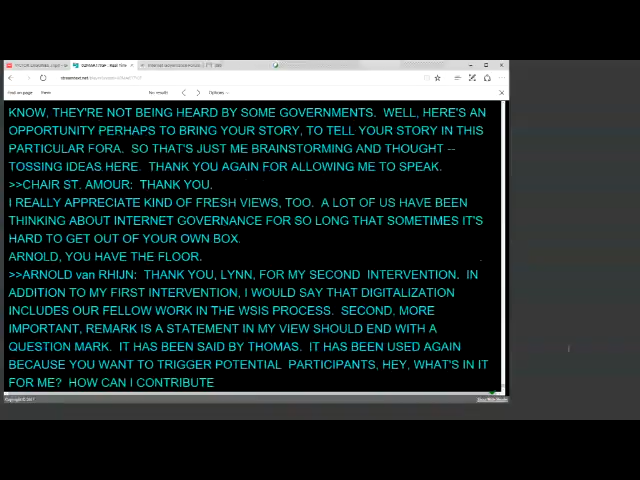 streamtext.net
Find on page
No results
Options
KNOW, THEY'RE NOT BEING HEARD BY SOME GOVERNMENTS.  WELL, HERE'S AN
OPPORTUNITY PERHAPS TO BRING YOUR STORY, TO TELL YOUR STORY IN THIS
PARTICULAR FORA.  SO THAT'S JUST ME BRAINSTORMING AND THOUGHT --
TOSSING IDEAS HERE.  THANK YOU AGAIN FOR ALLOWING ME TO SPEAK.
>>CHAIR ST. AMOUR:  THANK YOU.
I REALLY APPRECIATE KIND OF FRESH VIEWS, TOO.  A LOT OF US HAVE BEEN
THINKING ABOUT INTERNET GOVERNANCE FOR SO LONG THAT SOMETIMES IT'S
HARD TO GET OUT OF YOUR OWN BOX.
ARNOLD, YOU HAVE THE FLOOR.
>>ARNOLD van RHIJN:  THANK YOU, LYNN, FOR MY SECOND  INTERVENTION.  IN
ADDITION TO MY FIRST INTERVENTION, I WOULD SAY THAT DIGITALIZATION
INCLUDES OUR FELLOW WORK IN THE WSIS PROCESS.  SECOND, MORE
IMPORTANT, REMARK IS A STATEMENT IN MY VIEW SHOULD END WITH A
QUESTION MARK.  IT HAS BEEN SAID BY THOMAS.  IT HAS BEEN USED AGAIN
BECAUSE YOU WANT TO TRIGGER POTENTIAL  PARTICIPANTS, HEY, WHAT'S IN IT
FOR ME?  HOW CAN I CONTRIBUTE